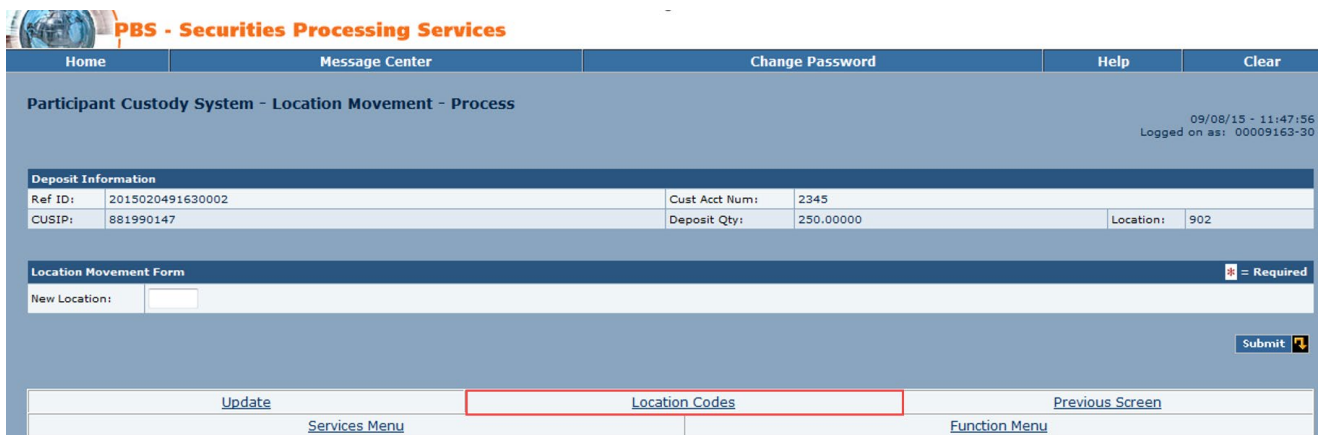 PBS - Securities Processing Services
Home Message Center Change Password Help Clear
Participant Custody System - Location Movement - Process
09/08/15 - 11:47:56
Logged on as: 00009163-30
Deposit Information
Ref ID: 2015020491630002 Cust Acct Num: 2345
CUSIP: 881990147 Deposit Qty: 250.00000 Location: 902
Location Movement Form * = Required
New Location:
Submit
Update Location Codes Previous Screen
Services Menu Function Menu